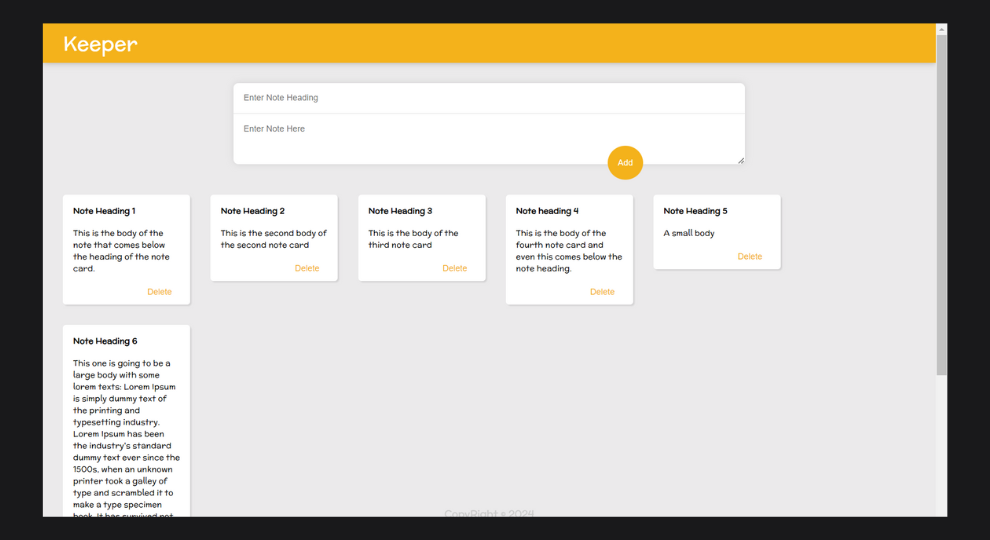 Keeper
Enter Note Heading
Enter Note Here
Add
Note Heading 1
This is the body of the
note that comes below
the heading of the note
card.
Delete
Note Heading 2
This is the second body of
the second note card
Delete
Note Heading 3
This is the body of the
third note card
Delete
Note heading 4
This is the body of the
fourth note card and
even this comes below the
note heading.
Delete
Note Heading 5
A small body
Delete
Note Heading 6
This one is going to be a
large body with some
lorem texts: Lorem Ipsum
is simply dummy text of
the printing and
typesetting industry.
Lorem Ipsum has been
the industry's standard
dummy text ever since the
1500s, when an unknown
printer took a galley of
type and scrambled it to
make a type specimen
book. It has survived not
CopyRight © 2024